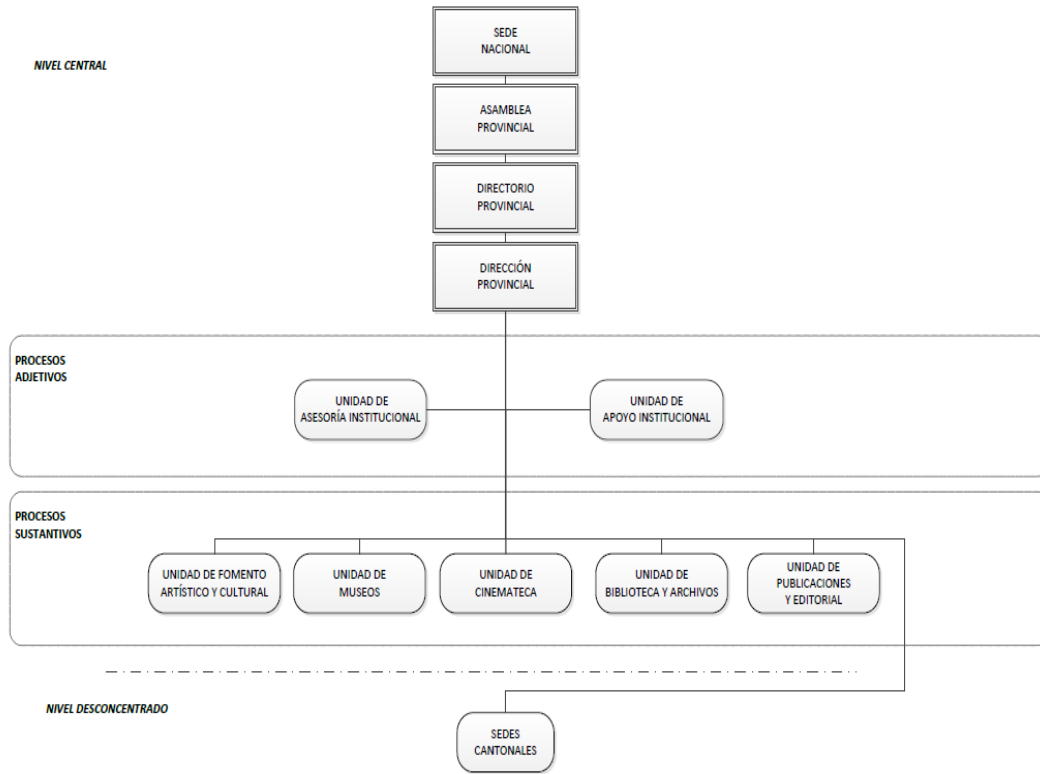 SEDE
NACIONAL
NIVEL CENTRAL
ASAMBLEA
PROVINCIAL
DIRECTORIO
PROVINCIAL
DIRECCIÓN
PROVINCIAL
PROCESOS
ADJETIVOS
UNIDAD DE
ASESORÍA INSTITUCIONAL
UNIDAD DE
APOYO INSTITUCIONAL
PROCESOS
SUSTANTIVOS
UNIDAD DE FOMENTO
ARTÍSTICO Y CULTURAL
UNIDAD DE
MUSEOS
UNIDAD DE
CINEMATECA
UNIDAD DE
BIBLIOTECA Y ARCHIVOS
UNIDAD DE
PUBLICACIONES
Y EDITORIAL
NIVEL DESCONCENTRADO
SEDES
CANTONALES